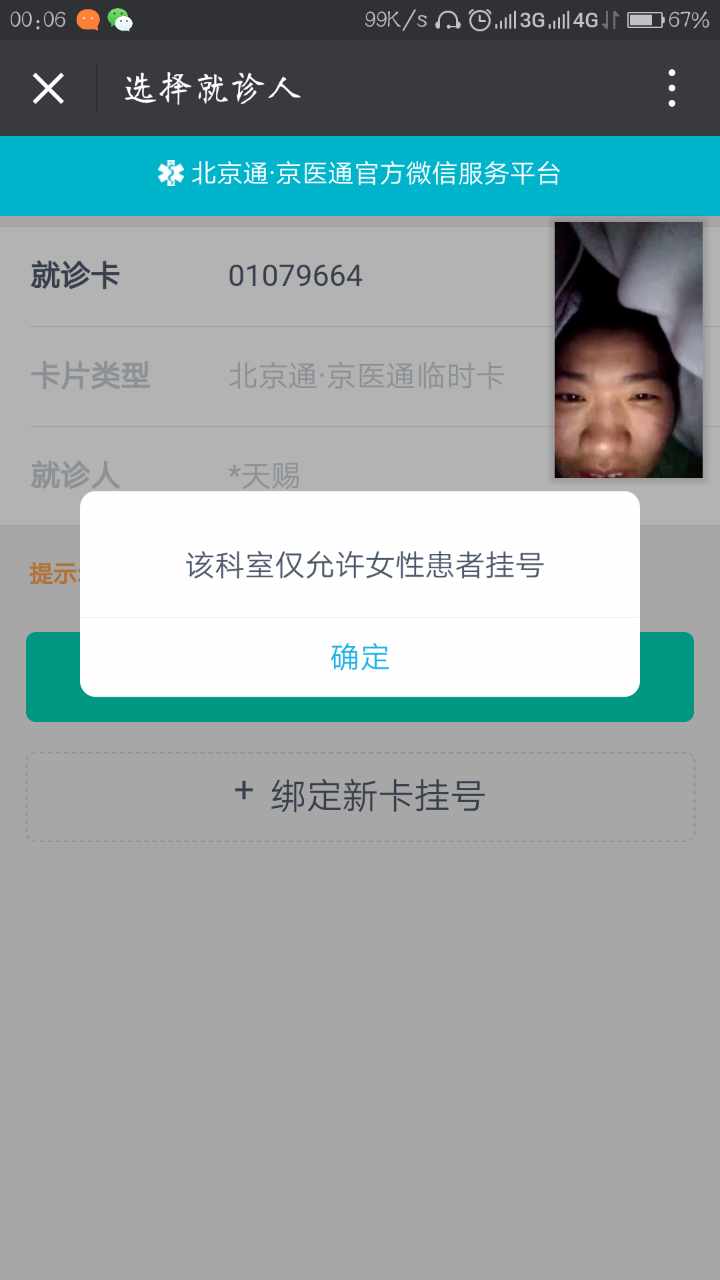 00:06 99K/s 3G 4G 67%
选择就诊人
北京通·京医通官方微信服务平台
就诊卡 01079664
卡片类型 北京通·京医通临时卡
就诊人 *天赐
提示
该科室仅允许女性患者挂号
确定
+ 绑定新卡挂号